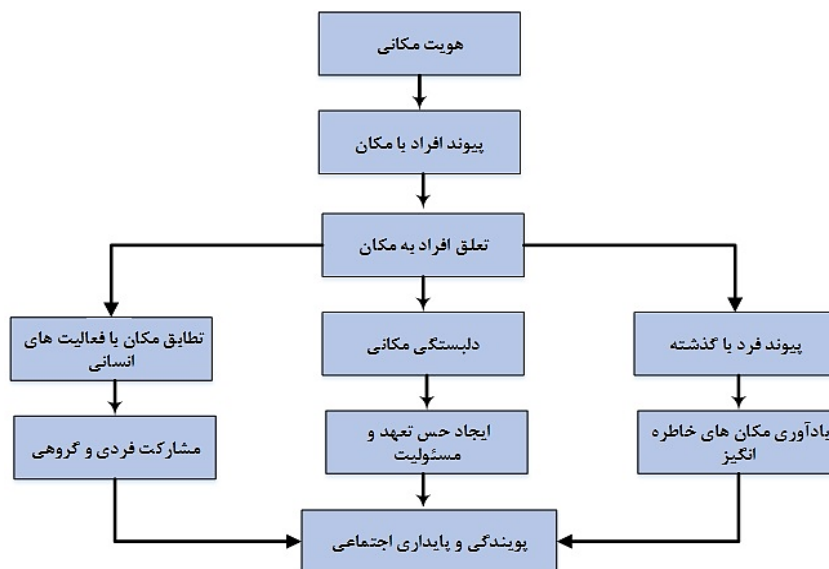 هویت مکانی
پیوند افراد با مکان
تعلق افراد به مکان
پیوند فرد با گذشته
دلبستگی مکانی
تطابق مکان با فعالیت های
انسانی
یادآوری مکان های خاطره
انگیز
ایجاد حس تعهد و
مسئولیت
مشارکت فردی و گروهی
پویندگی و پایداری اجتماعی